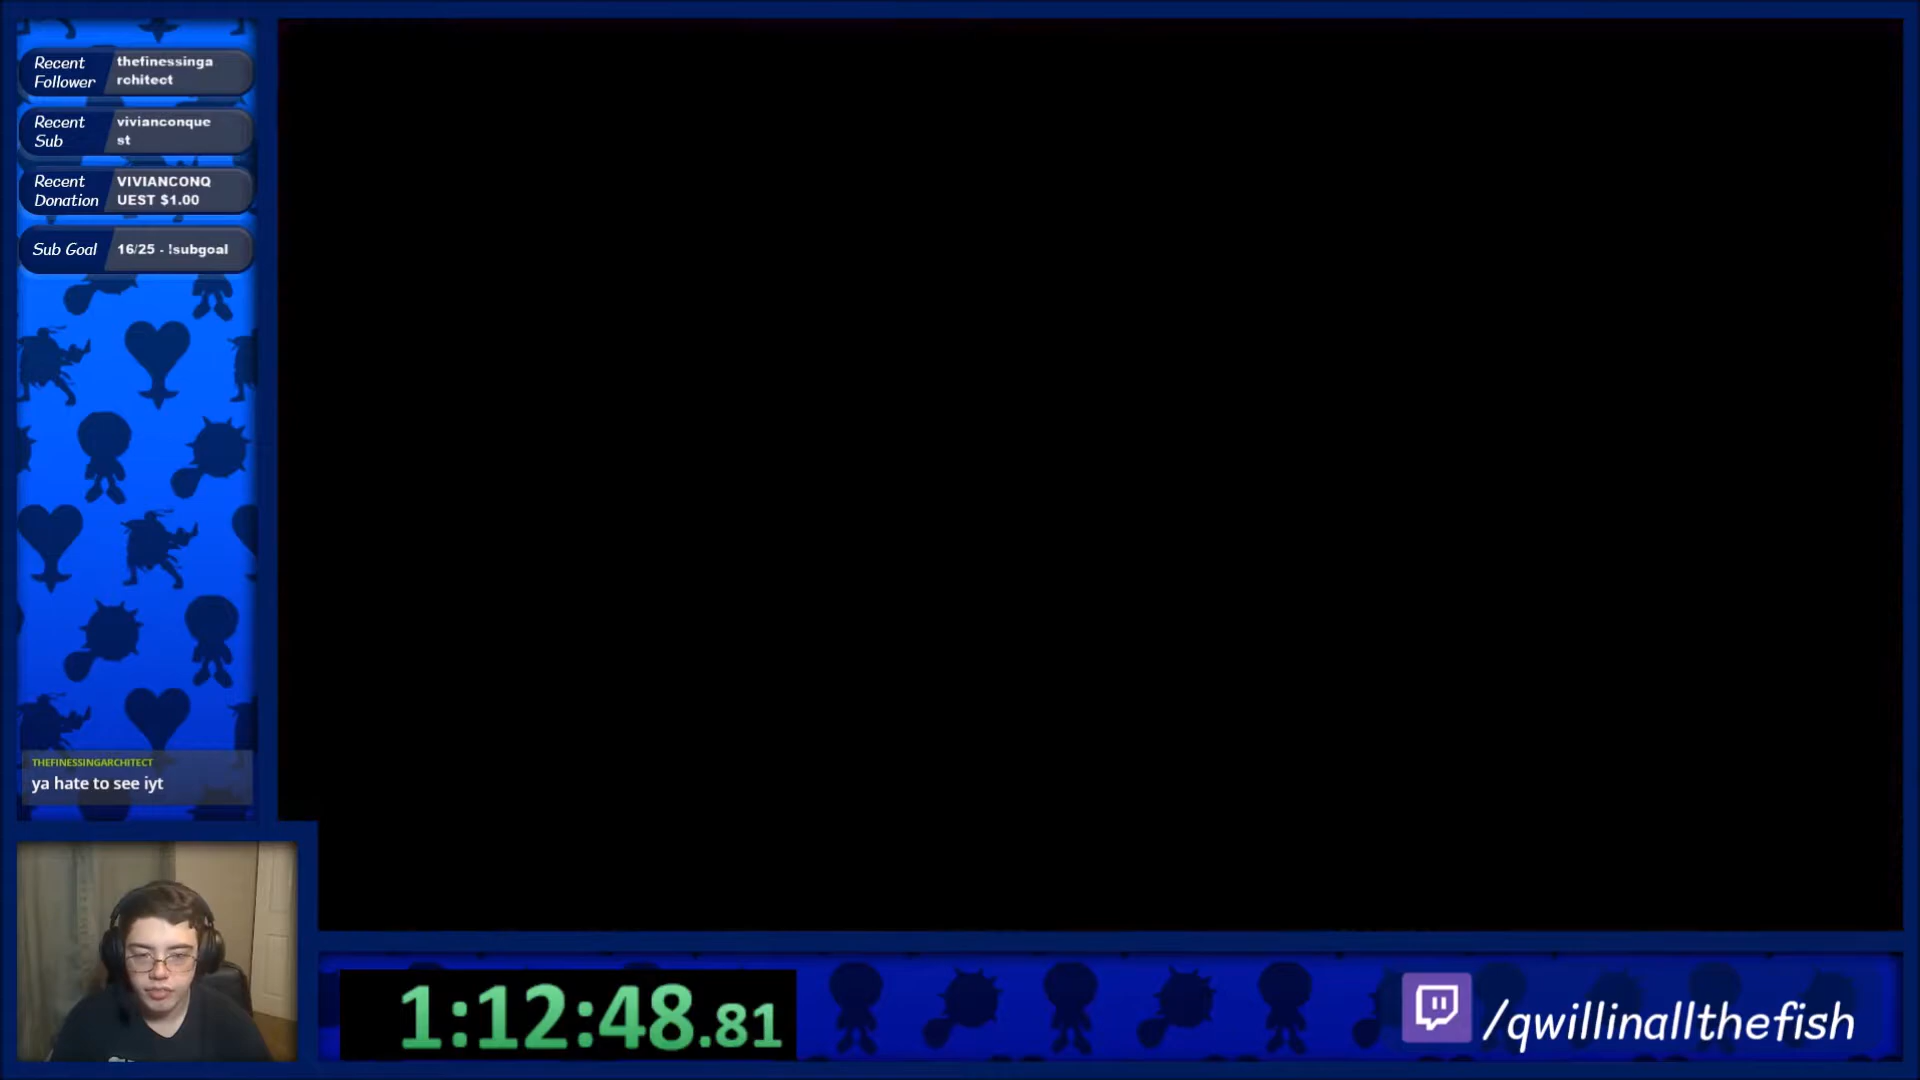 Recent
Follower
thefinessinga
rchitect
Recent
Sub
vivianconque
st
Recent
Donation
VIVIANCONQ
UEST $1.00
Sub Goal
16/25 - !subgoal
THEFINESSINGARCHITECT
ya hate to see iyt
1:12:48.81
/qwillinallthefish